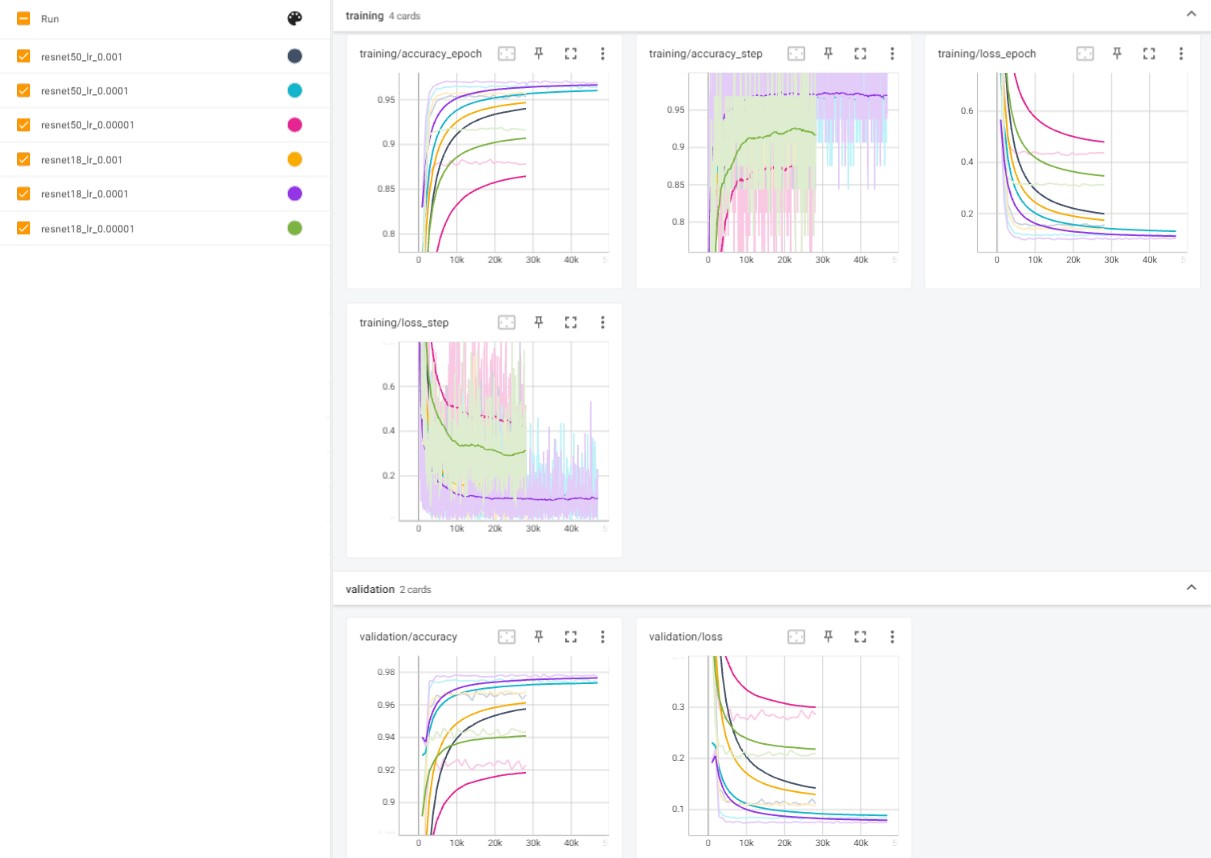 Run
resnet50_lr_0.001
resnet50_lr_0.0001
resnet50_lr_0.00001
resnet18_lr_0.001
resnet18_lr_0.0001
resnet18_lr_0.00001
training 4 cards
training/accuracy_epoch
0.95
0.9
0.85
0.8
0 10k 20k 30k 40k 5
training/accuracy_step
0.95
0.9
0.85
0.8
0 10k 20k 30k 40k 5
training/loss_epoch
0.6
0.4
0.2
0 10k 20k 30k 40k 5
training/loss_step
0.6
0.4
0.2
0 10k 20k 30k 40k 5
validation 2 cards
validation/accuracy
0.98
0.96
0.94
0.92
0.9
0 10k 20k 30k 40k
validation/loss
0.3
0.2
0.1
0 10k 20k 30k 40k